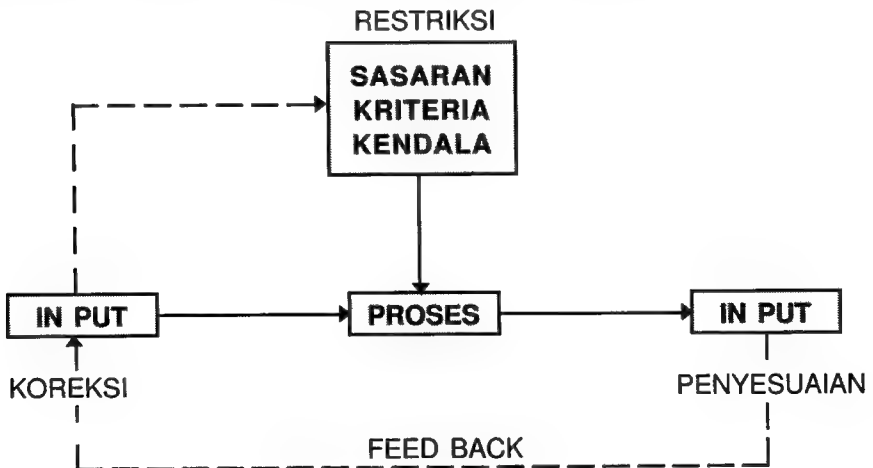 RESTRIKSI
SASARAN
KRITERIA
KENDALA
IN PUT
PROSES
IN PUT
KOREKSI
PENYESUAIAN
FEED BACK